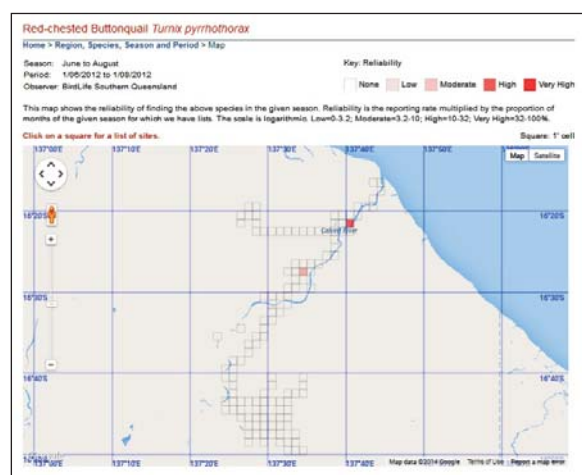 Red-chested Buttonquail Turnix pyrrhothorax
Home > Region, Species, Season and Period > Map
Season: June to August
Period: 1/06/2012 to 1/08/2012
Observer: BirdLife Southern Queensland
Key: Reliability
None Low Moderate High Very High
This map shows the reliability of finding the above species in the given season. Reliability is the reporting rate multiplied by the proportion of
months of the given season for which we have lists. The scale is logarithmic. Low=0-3.2; Moderate=3.2-10; High=10-32; Very High=32-100%.
Click on a square for a list of sites.
Square: 1' cell
137°00'E 137°10'E 137°20'E 137°30'E 137°40'E 137°50'E
Map Satellite
16°20'S 16°20'S
Calvert River
16°30'S 16°30'S
16°40'S 16°40'S
137°00'E 137°10'E 137°20'E 137°30'E 137°40'E
Map data ©2014 Google Terms of Use Report a map error